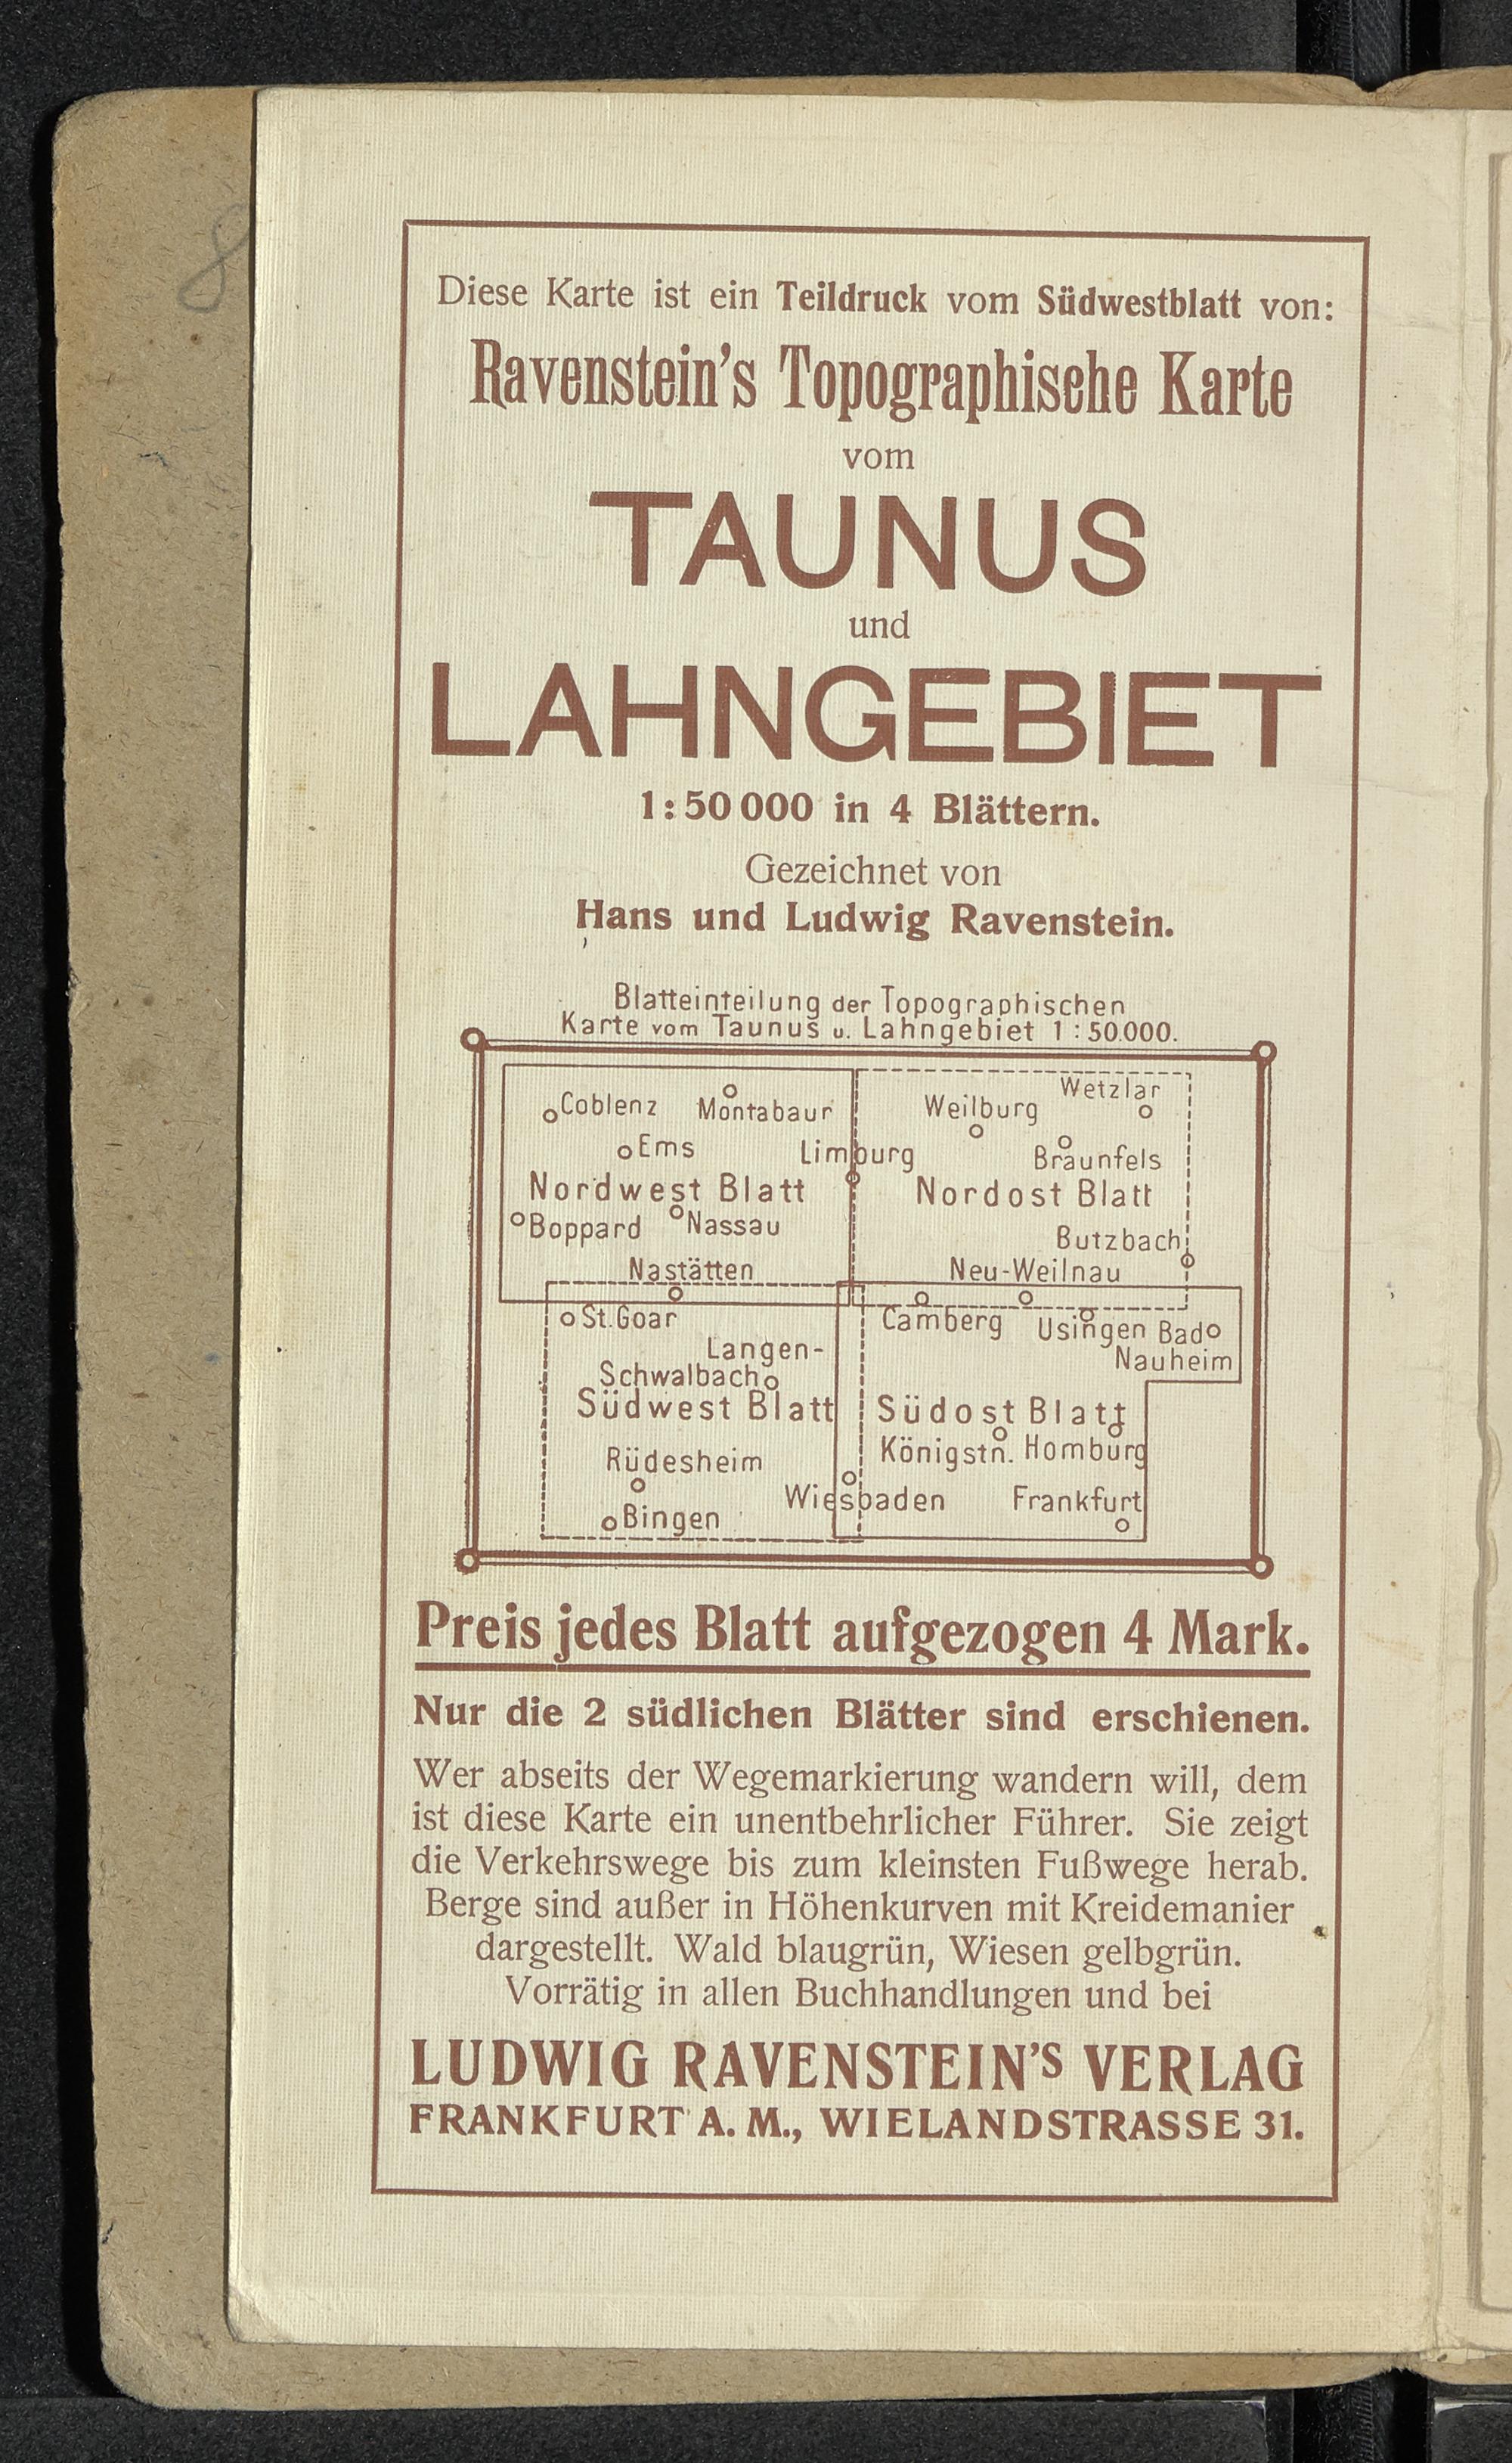 8
Diese Karte ist ein Teildruck vom Südwestblatt von:
Ravenstein's Topographische Karte
vom
TAUNUS
und
LAHNGEBIET
1:50 000 in 4 Blättern.
Gezeichnet von
Hans und Ludwig Ravenstein.
Blatteinteilung der Topographischen
Karte vom Taunus u. Lahngebiet 1:50.000.
Wetzlar
Coblenz Montabaur Weilburg
Ems Limburg Braunfels
Nordwest Blatt Nordost Blatt
Boppard Nassau Butzbach
Nastätten Neu-Weilnau
St. Goar Camberg Usingen Bad
Langen- Nauheim
Schwalbach
Südwest Blatt Südost Blatt
Rüdesheim Königstn. Homburg
Wiesbaden Frankfurt
Bingen
Preis jedes Blatt aufgezogen 4 Mark.
Nur die 2 südlichen Blätter sind erschienen.
Wer abseits der Wegemarkierung wandern will, dem
ist diese Karte ein unentbehrlicher Führer. Sie zeigt
die Verkehrswege bis zum kleinsten Fußwege herab.
Berge sind außer in Höhenkurven mit Kreidemanier
dargestellt. Wald blaugrün, Wiesen gelbgrün.
Vorrätig in allen Buchhandlungen und bei
LUDWIG RAVENSTEIN'S VERLAG
FRANKFURT A. M., WIELANDSTRASSE 31.